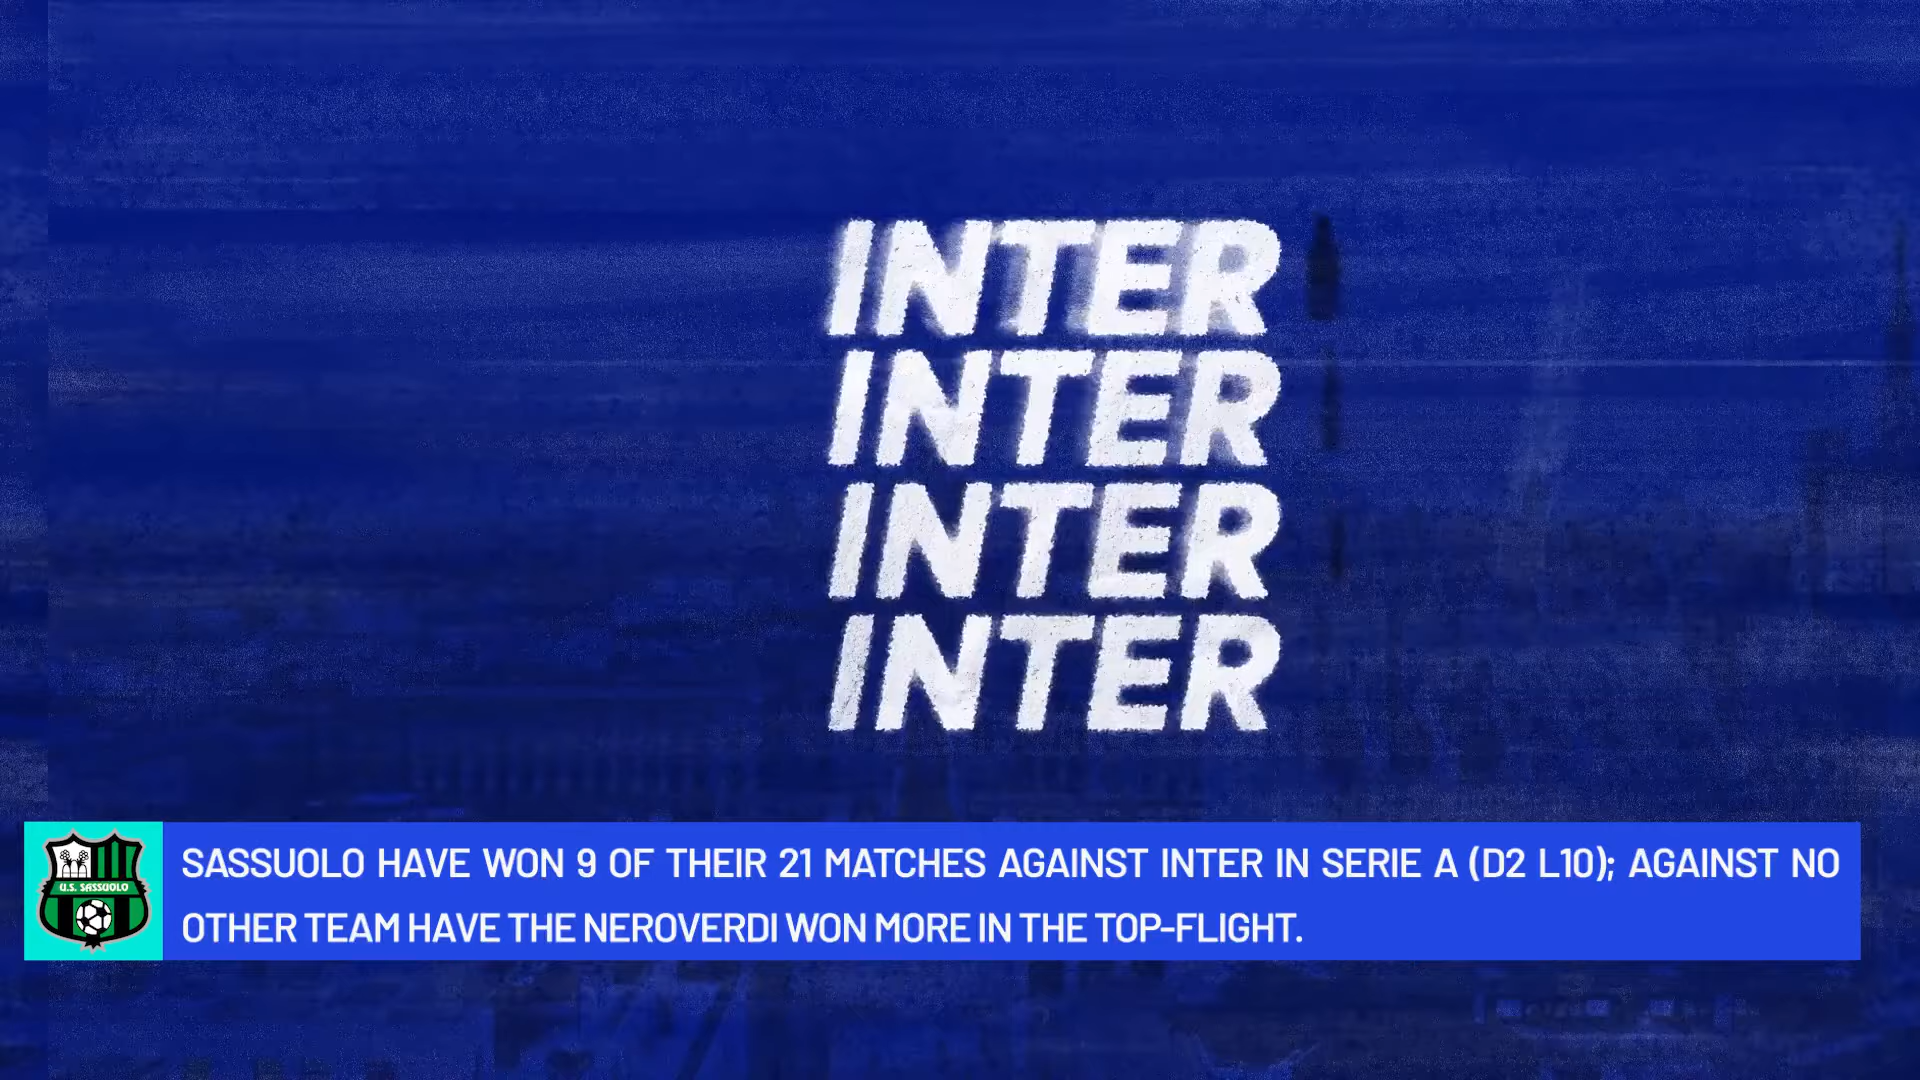 INTER
INTER
INTER
INTER
U.S. SASSUOLO
SASSUOLO HAVE WON 9 OF THEIR 21 MATCHES AGAINST INTER IN SERIE A (D2 L10); AGAINST NO
OTHER TEAM HAVE THE NEROVERDI WON MORE IN THE TOP-FLIGHT.